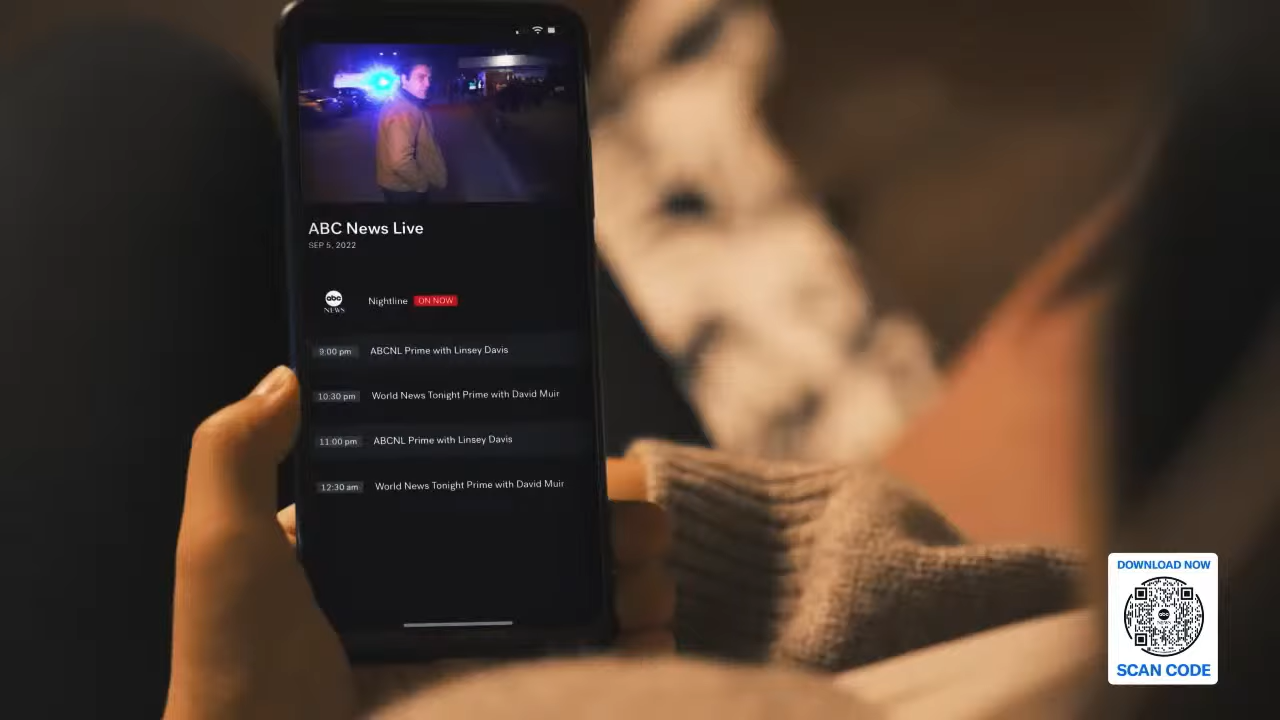 ABC News Live
SEP 5, 2022
abc
NEWS
Nightline ON NOW
9:00 pm ABCNL Prime with Linsey Davis
10:30 pm World News Tonight Prime with David Muir
11:00 pm ABCNL Prime with Linsey Davis
12:30 am World News Tonight Prime with David Muir
DOWNLOAD NOW
abc
NEWS
SCAN CODE